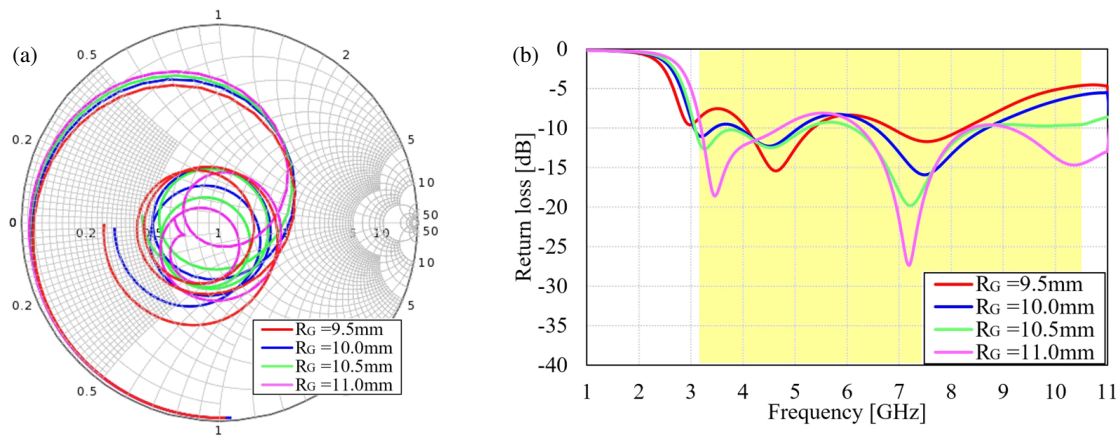 (a)
1
0.5
2
0.2
5
10
50
0
0.2
0.5
1
5
10
50
10
0.2
5
0.5
1
RG =9.5mm
RG =10.0mm
RG =10.5mm
RG =11.0mm
(b)
Return loss [dB]
0
-5
-10
-15
-20
-25
-30
-35
-40
1 2 3 4 5 6 7 8 9 10 11
Frequency [GHz]
RG =9.5mm
RG =10.0mm
RG =10.5mm
RG =11.0mm